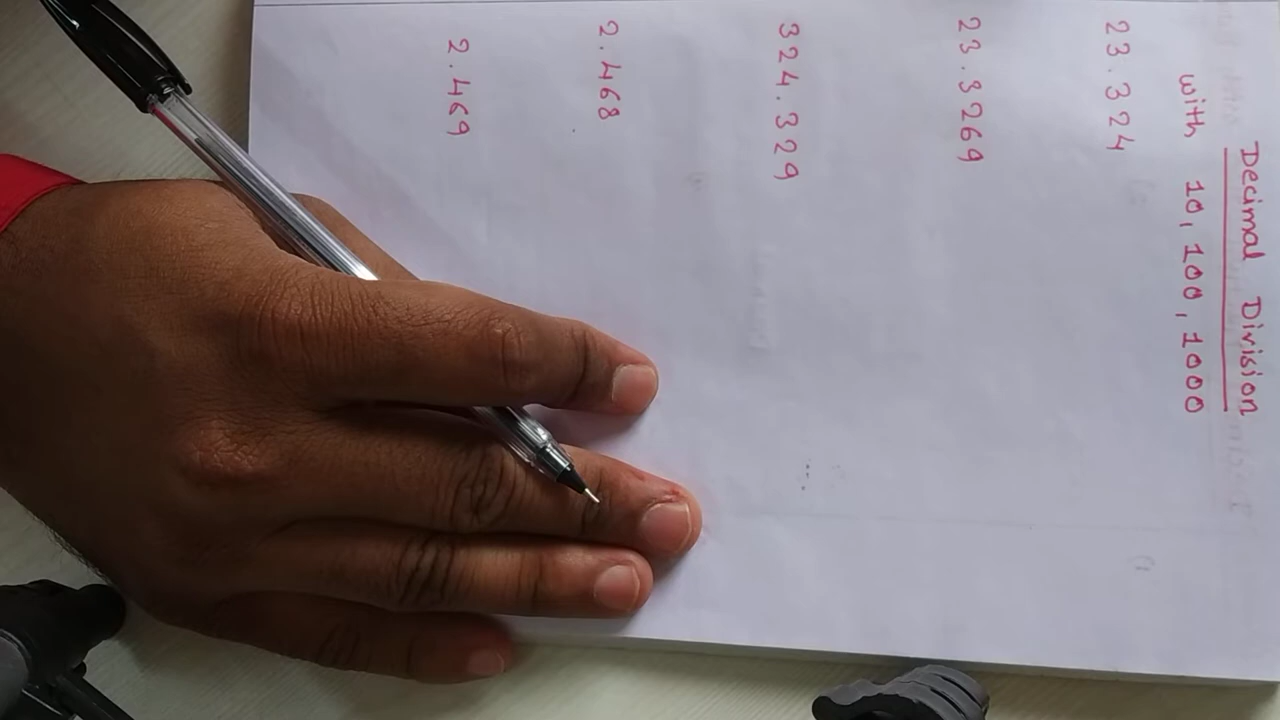 Decimal Division
with 10, 100, 1000
23.324
23.3269
324.329
2.468
2.469